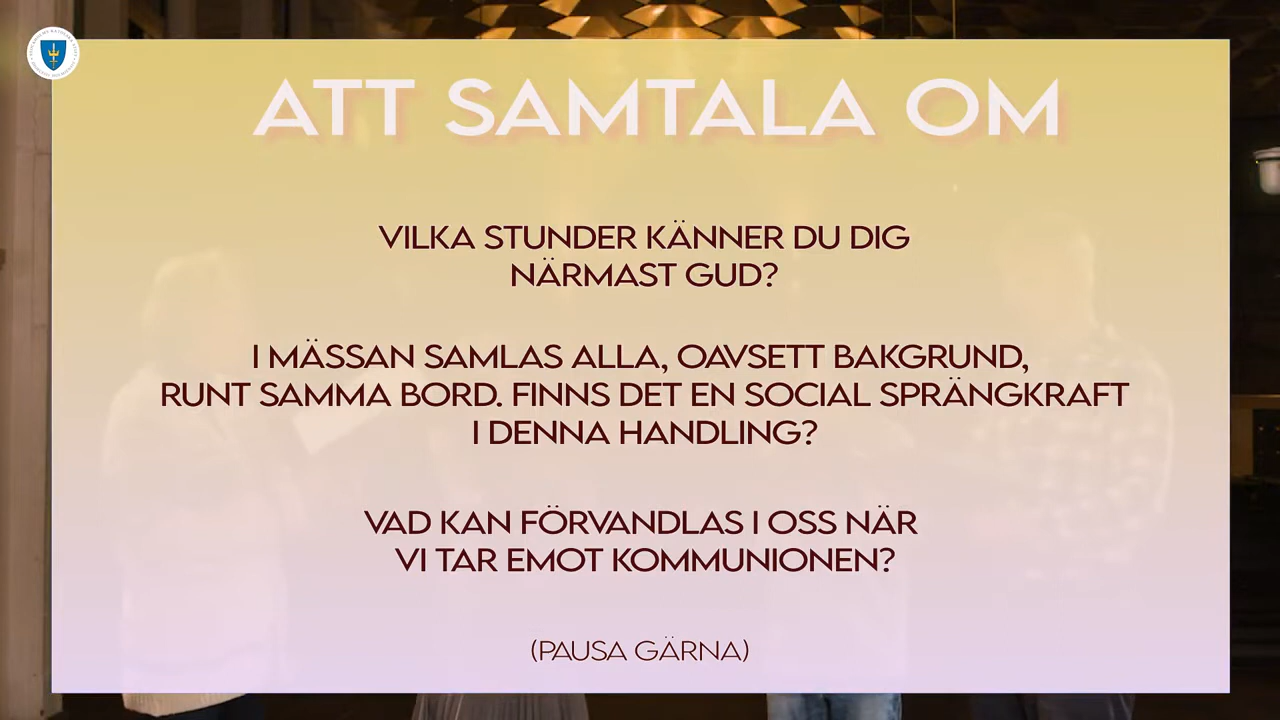 ATT SAMTALA OM
VILKA STUNDER KÄNNER DU DIG
NÄRMAST GUD?
I MÄSSAN SAMLAS ALLA, OAVSETT BAKGRUND,
RUNT SAMMA BORD. FINNS DET EN SOCIAL SPRÄNGKRAFT
I DENNA HANDLING?
VAD KAN FÖRVANDLAS I OSS NÄR
VI TAR EMOT KOMMUNIONEN?
(PAUSA GÄRNA)